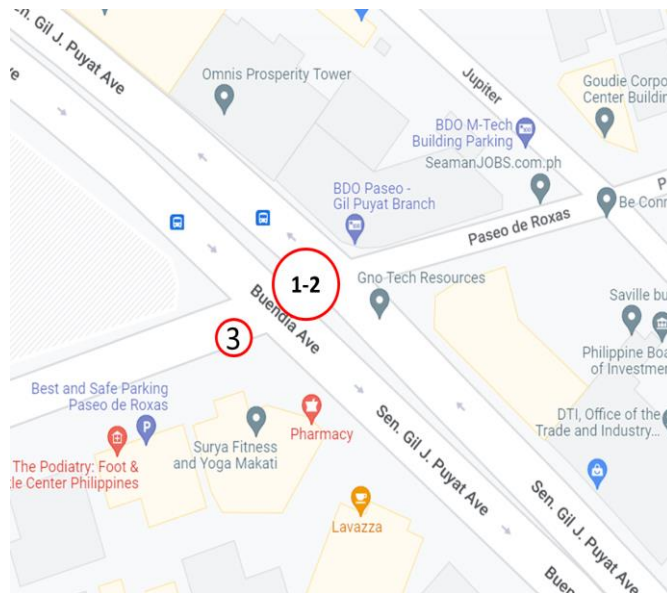 Sen. Gil J. Puyat Ave
Ave
Omnis Prosperity Tower
Jupiter
Goudie Corpo
Center Buildin
BDO M-Tech
Building Parking
SeamanJOBS.com.ph
P
BDO Paseo -
Gil Puyat Branch
Be Conn
Paseo de Roxas
1-2
Gno Tech Resources
Buendia Ave
Saville bu
3
Philippine Boa
of Investmen
Best and Safe Parking
Paseo de Roxas
P
Pharmacy
Surya Fitness
and Yoga Makati
DTI, Office of the
Trade and Industry...
The Podiatry: Foot &
kle Center Philippines
Sen. Gil J. Puyat Ave
Sen. Gil J. Puyat Ave
Lavazza
Buen